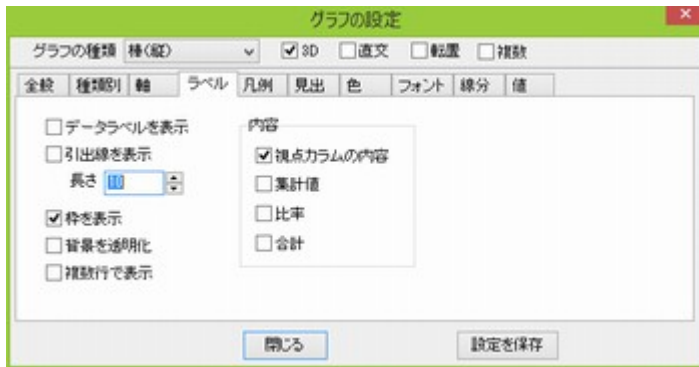 グラフの設定
グラフの種類 棒(縦) 3D 直交 転置 複数
全般 種類別 軸 ラベル 凡例 見出 色 フォント 線分 値
データラベルを表示
引出線を表示
長さ 10
枠を表示
背景を透明化
複数行で表示
内容
視点カラムの内容
集計値
比率
合計
閉じる 設定を保存